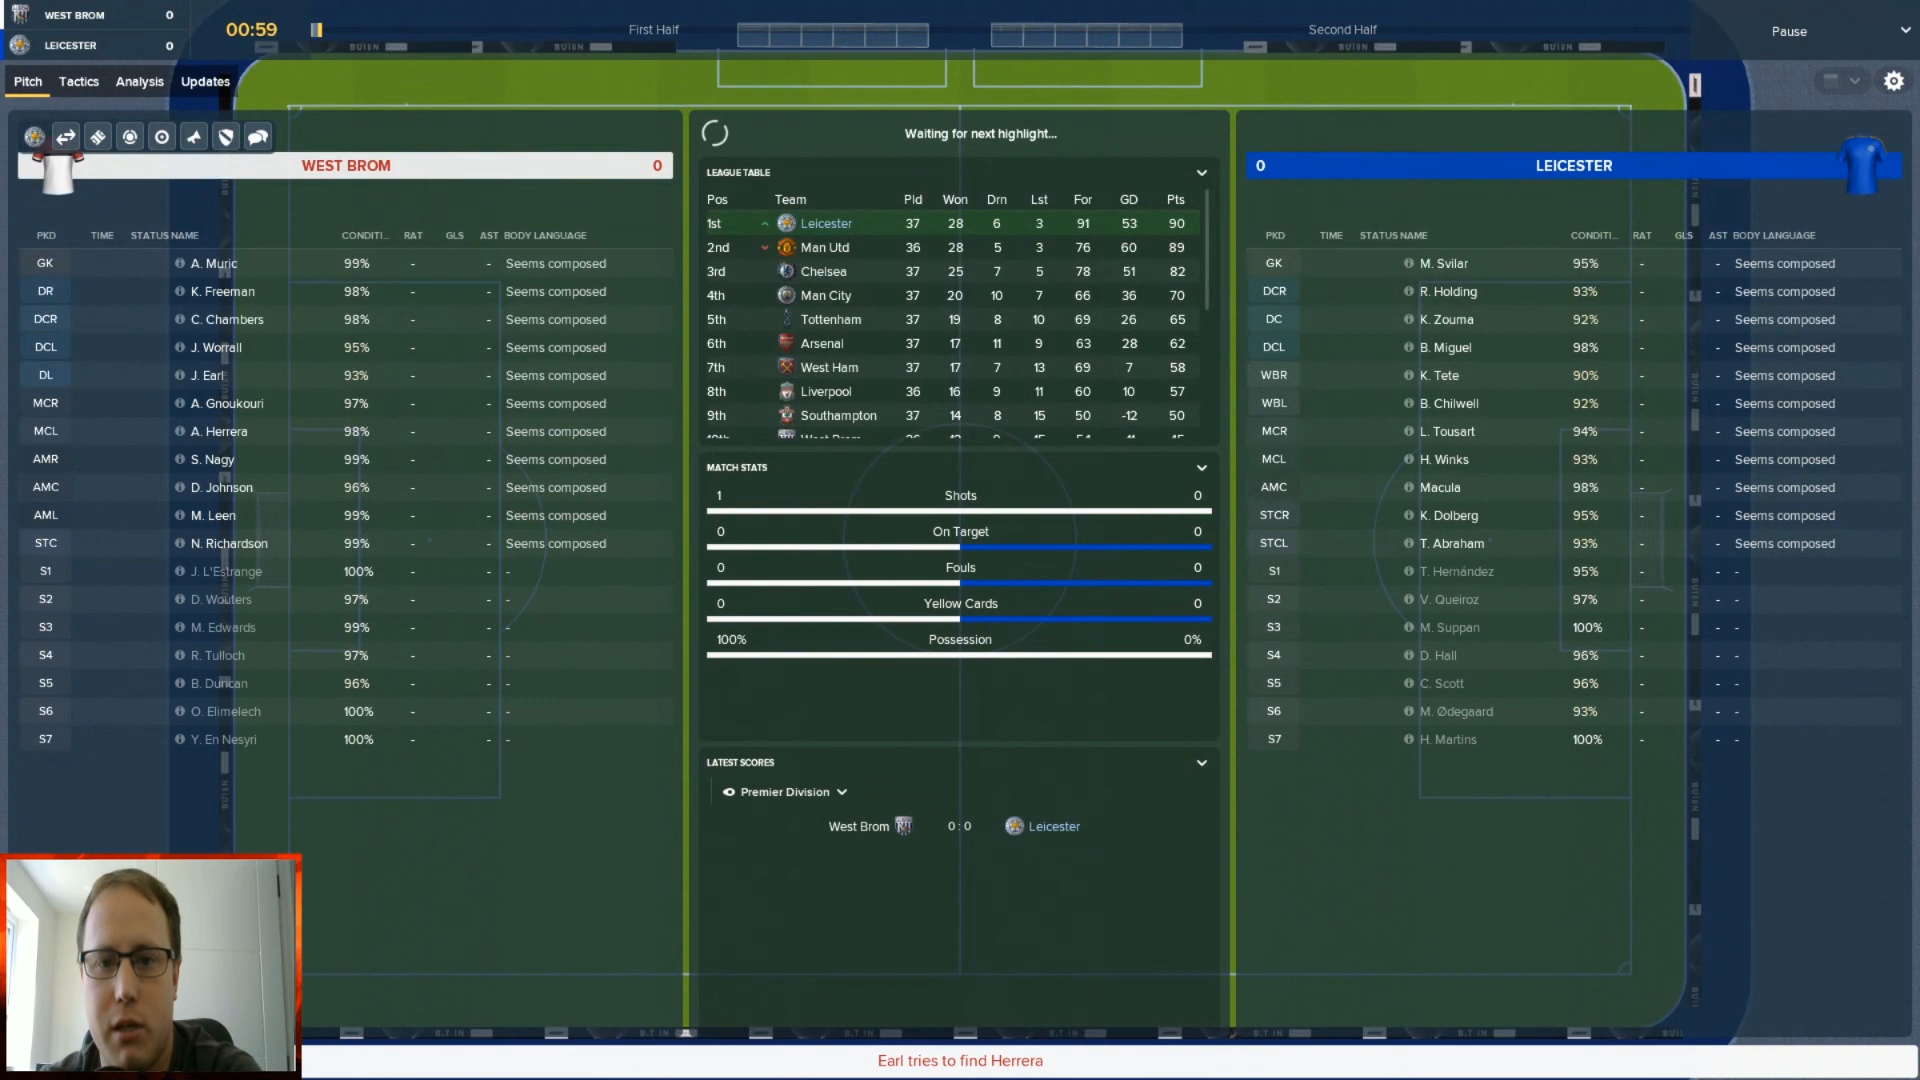 WEST BROM 0
LEICESTER 0
00:59
First Half
Second Half
Pause
Pitch Tactics Analysis Updates
WEST BROM 0
PKD TIME STATUS NAME CONDITI... RAT GLS AST BODY LANGUAGE
GK A. Muric 99% - - Seems composed
DR K. Freeman 98% - - Seems composed
DCR C. Chambers 98% - - Seems composed
DCL J. Worrall 95% - - Seems composed
DL J. Earl 93% - - Seems composed
MCR A. Gnoukouri 97% - - Seems composed
MCL A. Herrera 98% - - Seems composed
AMR S. Nagy 99% - - Seems composed
AMC D. Johnson 96% - - Seems composed
AML M. Leen 99% - - Seems composed
STC N. Richardson 99% - - Seems composed
S1 J. L'Estrange 100% - - -
S2 D. Wouters 97% - - -
S3 M. Edwards 99% - - -
S4 R. Tulloch 97% - - -
S5 B. Duncan 96% - - -
S6 O. Elimelech 100% - - -
S7 Y. En Nesyri 100% - - -
Waiting for next highlight...
LEAGUE TABLE
Pos Team Pld Won Drn Lst For GD Pts
1st Leicester 37 28 6 3 91 53 90
2nd Man Utd 36 28 5 3 76 60 89
3rd Chelsea 37 25 7 5 78 51 82
4th Man City 37 20 10 7 66 36 70
5th Tottenham 37 19 8 10 69 26 65
6th Arsenal 37 17 11 9 63 28 62
7th West Ham 37 17 7 13 69 7 58
8th Liverpool 36 16 9 11 60 10 57
9th Southampton 37 14 8 15 50 -12 50
MATCH STATS
1 Shots 0
0 On Target 0
0 Fouls 0
0 Yellow Cards 0
100% Possession 0%
LATEST SCORES
Premier Division
West Brom 0 : 0 Leicester
0 LEICESTER
PKD TIME STATUS NAME CONDITI... RAT GLS AST BODY LANGUAGE
GK M. Svilar 95% - - Seems composed
DCR R. Holding 93% - - Seems composed
DC K. Zouma 92% - - Seems composed
DCL B. Miguel 98% - - Seems composed
WBR K. Tete 90% - - Seems composed
WBL B. Chilwell 92% - - Seems composed
MCR L. Tousart 94% - - Seems composed
MCL H. Winks 93% - - Seems composed
AMC Macula 98% - - Seems composed
STCR K. Dolberg 95% - - Seems composed
STCL T. Abraham 93% - - Seems composed
S1 T. Hernández 95% - - -
S2 V. Queiroz 97% - - -
S3 M. Suppan 100% - - -
S4 D. Hall 96% - - -
S5 C. Scott 96% - - -
S6 M. Ødegaard 93% - - -
S7 H. Martins 100% - - -
Earl tries to find Herrera